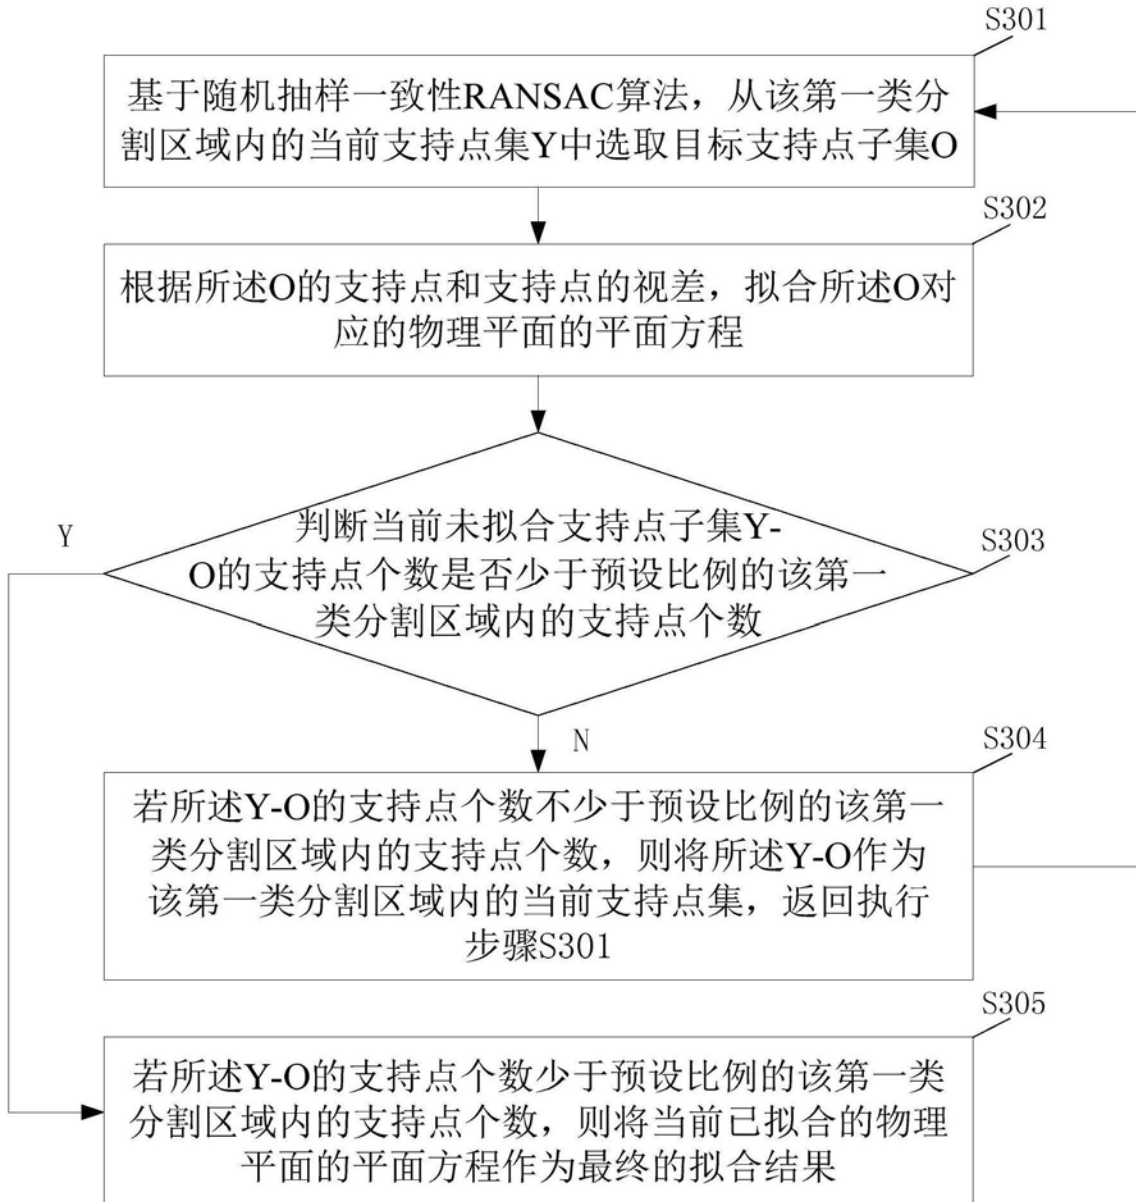 S301
基于随机抽样一致性RANSAC算法，从该第一类分
割区域内的当前支持点集Y中选取目标支持点子集O
S302
根据所述O的支持点和支持点的视差，拟合所述O对
应的物理平面的平面方程
Y
判断当前未拟合支持点子集Y-
O的支持点个数是否少于预设比例的该第一
类分割区域内的支持点个数
S303
N
S304
若所述Y-O的支持点个数不少于预设比例的该第一
类分割区域内的支持点个数，则将所述Y-O作为
该第一类分割区域内的当前支持点集，返回执行
步骤S301
S305
若所述Y-O的支持点个数少于预设比例的该第一类
分割区域内的支持点个数，则将当前已拟合的物理
平面的平面方程作为最终的拟合结果